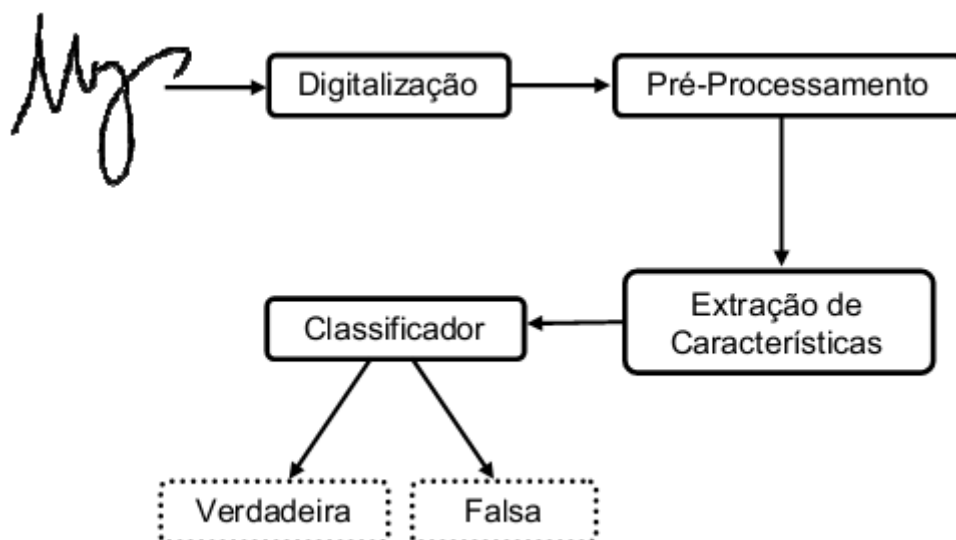 Digitalização
Pré-Processamento
Extração de
Características
Classificador
Verdadeira
Falsa